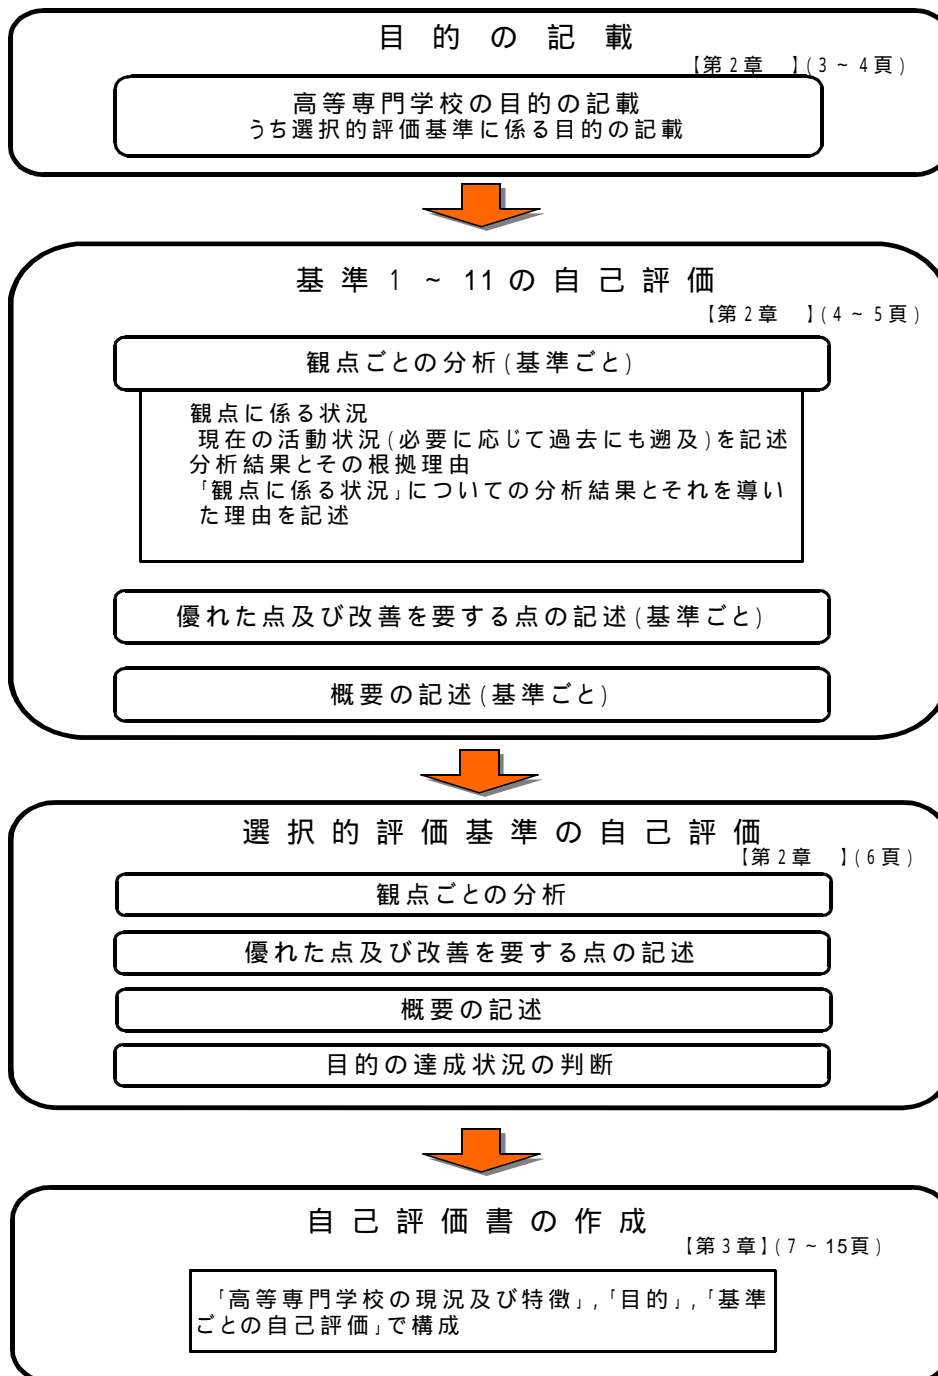 目的の記載
【第2章　】(3～4頁)
高等専門学校の目的の記載
うち選択的評価基準に係る目的の記載
基準1～11の自己評価
【第2章　】(4～5頁)
観点ごとの分析(基準ごと)
観点に係る状況
現在の活動状況(必要に応じて過去にも遡及)を記述
分析結果とその根拠理由
「観点に係る状況」についての分析結果とそれを導い
た理由を記述
優れた点及び改善を要する点の記述(基準ごと)
概要の記述(基準ごと)
選択的評価基準の自己評価
【第2章　】(6頁)
観点ごとの分析
優れた点及び改善を要する点の記述
概要の記述
目的の達成状況の判断
自己評価書の作成
【第3章】(7～15頁)
「高等専門学校の現況及び特徴」,「目的」,「基準
ごとの自己評価」で構成